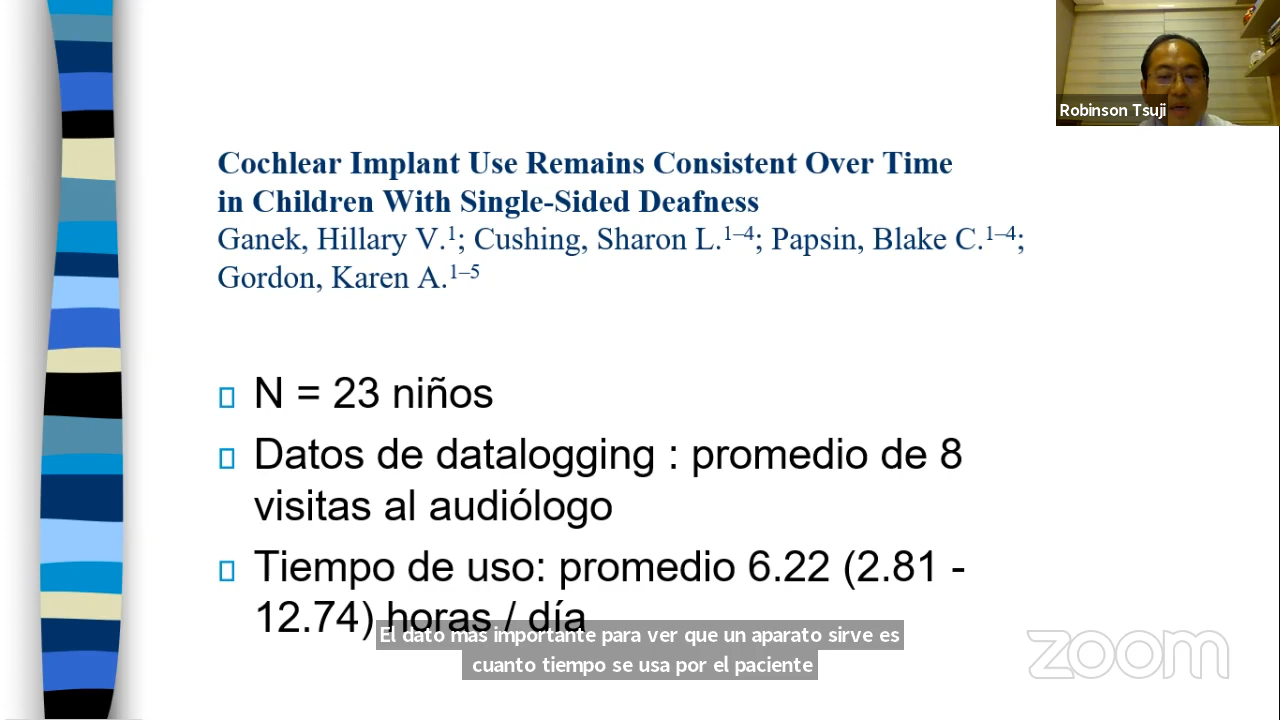 Robinson Tsuji
Cochlear Implant Use Remains Consistent Over Time
in Children With Single-Sided Deafness
Ganek, Hillary V.¹; Cushing, Sharon L.¹⁻⁴; Papsin, Blake C.¹⁻⁴;
Gordon, Karen A.¹⁻⁵
N = 23 niños
Datos de datalogging : promedio de 8
visitas al audiólogo
Tiempo de uso: promedio 6.22 (2.81 -
12.74) horas / día
El dato mas importante para ver que un aparato sirve es
cuanto tiempo se usa por el paciente
zoom